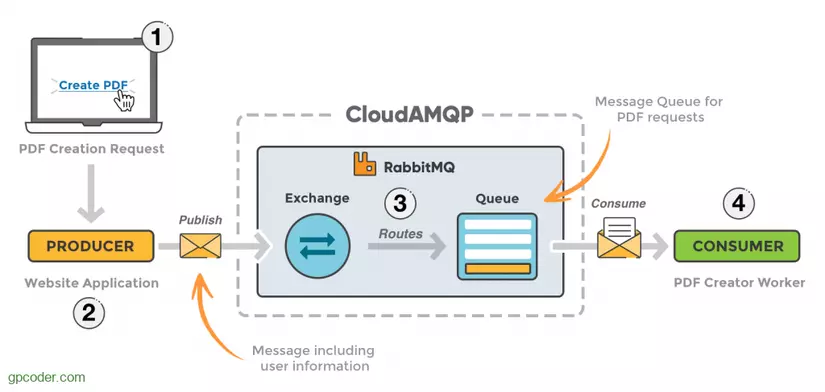 1
Create PDF
PDF Creation Request
CloudAMQP
Message Queue for
PDF requests
RabbitMQ
Exchange
3
Queue
Publish
Routes
Consume
4
PRODUCER
CONSUMER
Website Application
PDF Creator Worker
2
Message including
user information
gpcoder.com